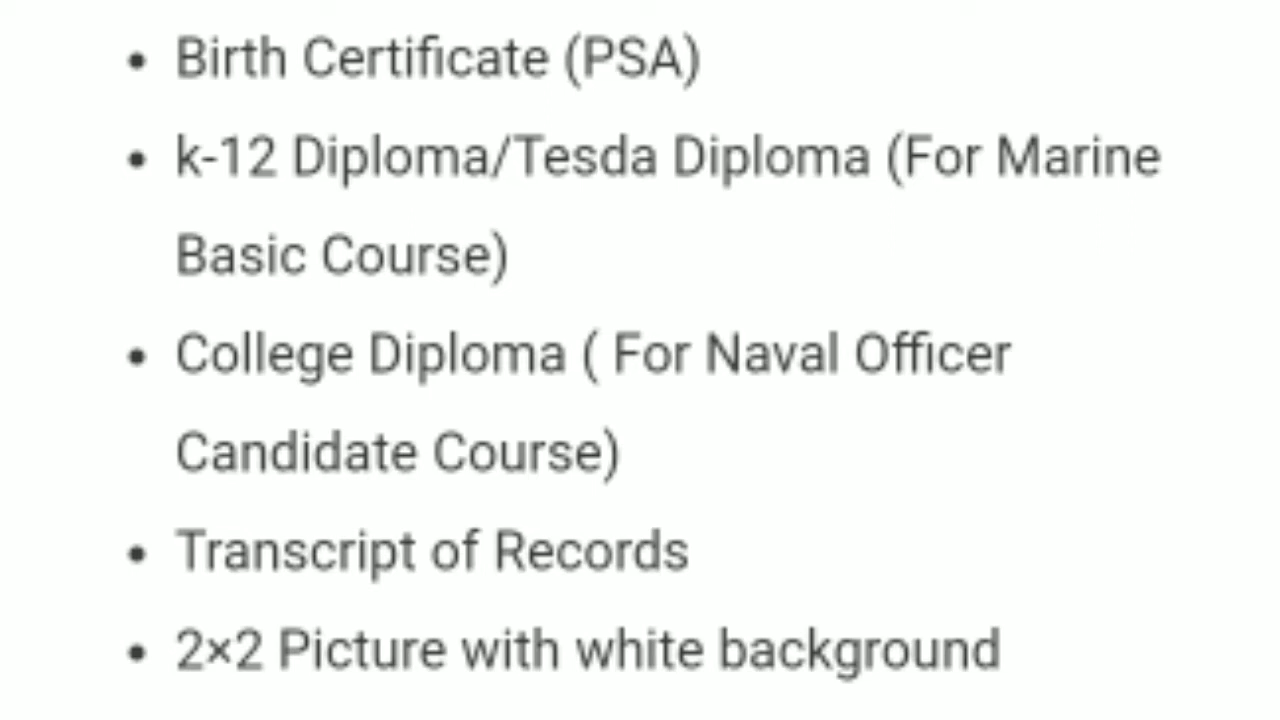 • Birth Certificate (PSA)
• k-12 Diploma/Tesda Diploma (For Marine
Basic Course)
• College Diploma ( For Naval Officer
Candidate Course)
• Transcript of Records
• 2×2 Picture with white background